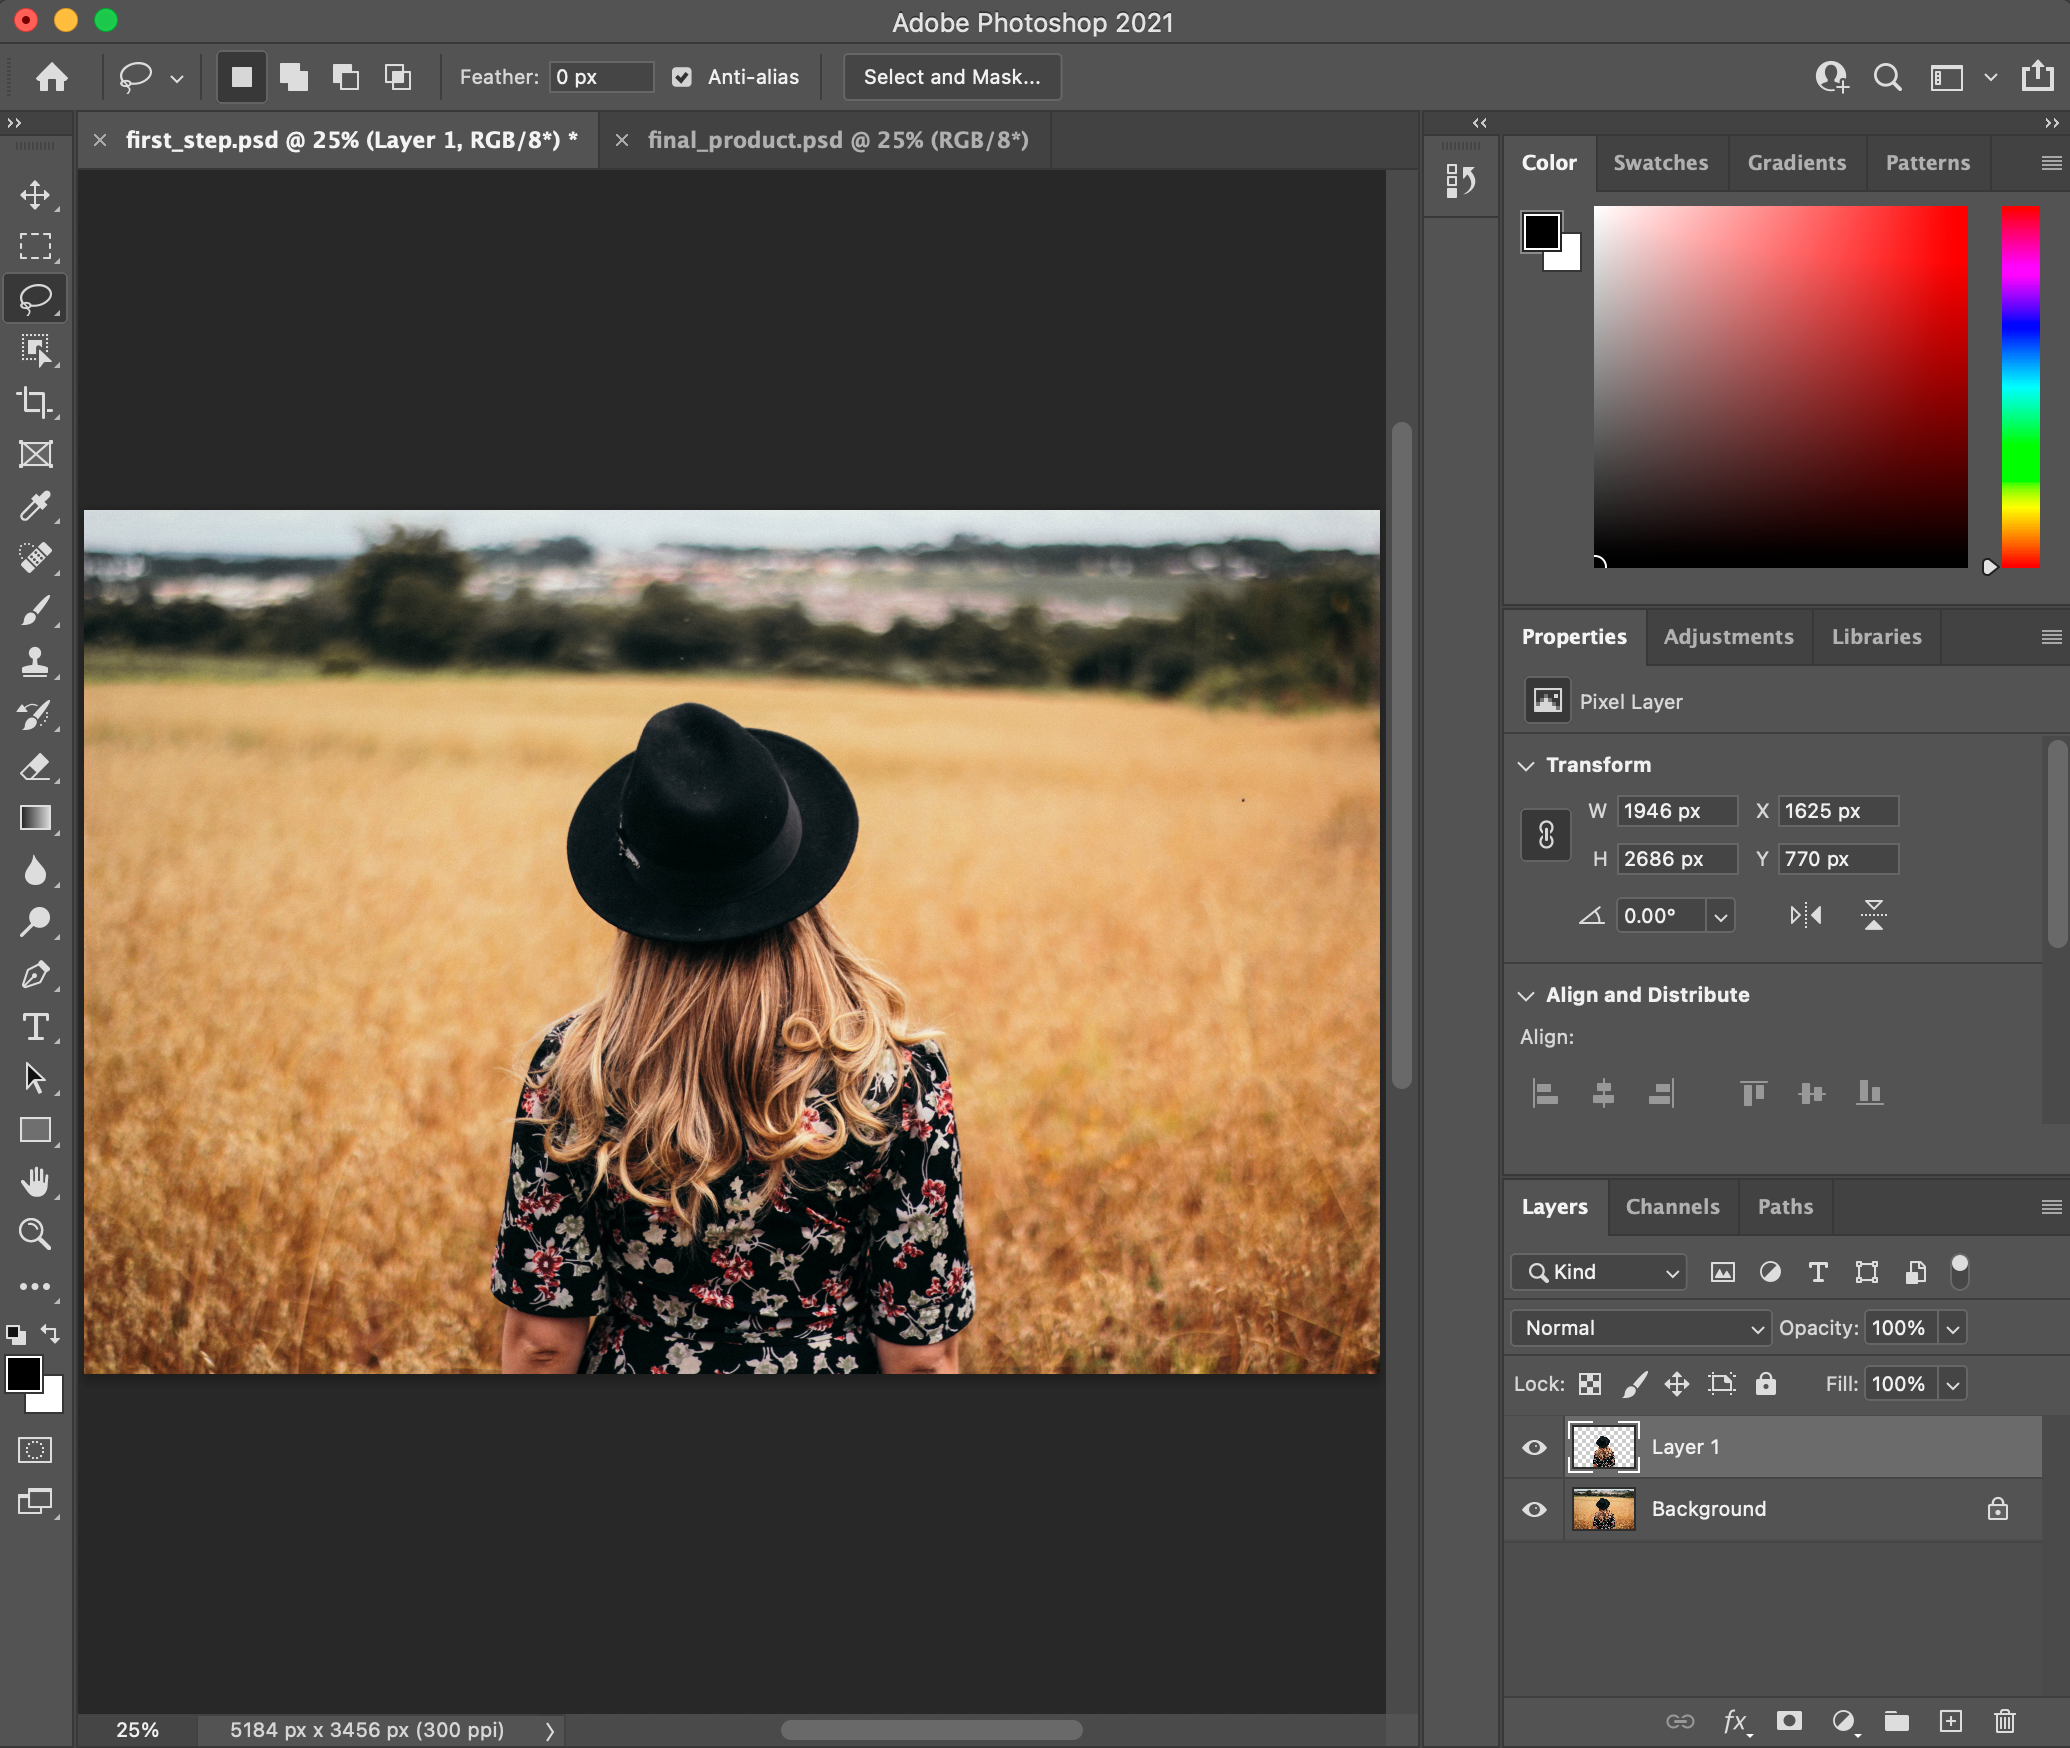 Adobe Photoshop 2021
Feather: 0 px Anti-alias Select and Mask...
first_step.psd @ 25% (Layer 1, RGB/8*) * final_product.psd @ 25% (RGB/8*)
Color Swatches Gradients Patterns
Properties Adjustments Libraries
Pixel Layer
Transform
W 1946 px X 1625 px
H 2686 px Y 770 px
0.00°
Align and Distribute
Align:
Layers Channels Paths
Kind
Normal Opacity: 100%
Lock: Fill: 100%
Layer 1
Background
fx
25% 5184 px x 3456 px (300 ppi)